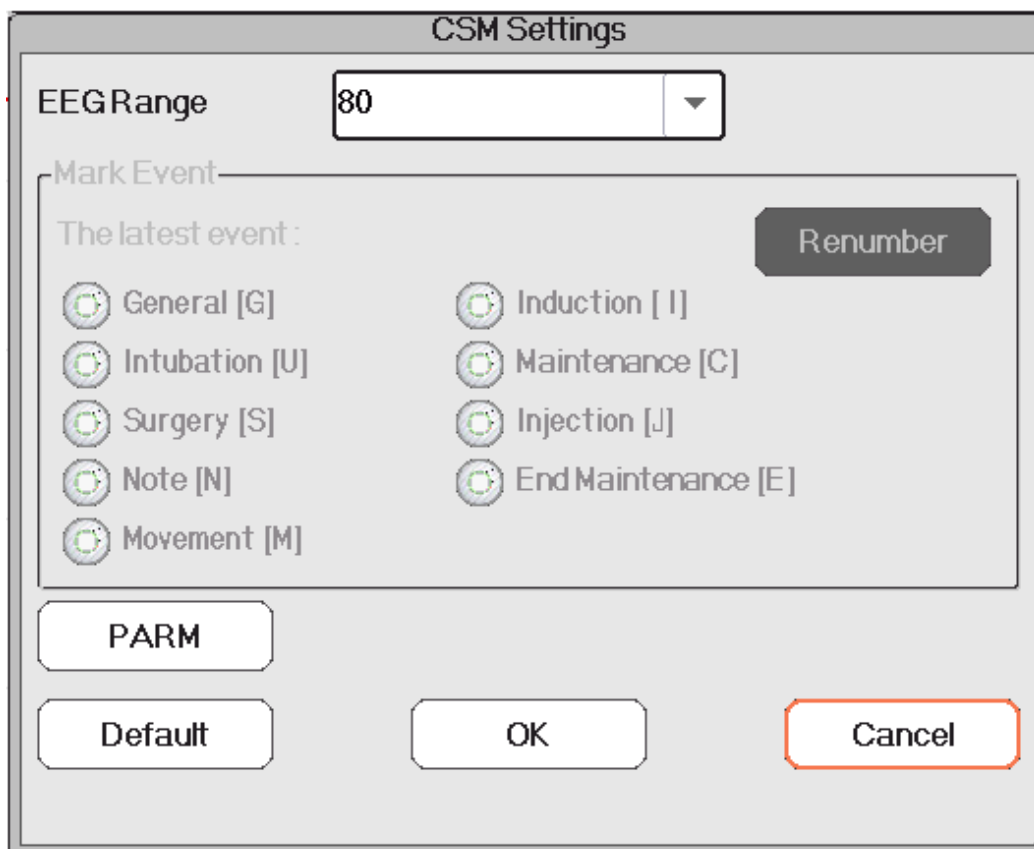 CSM Settings
EEG Range 80
Mark Event
The latest event :
Renumber
General [G] Induction [ I ]
Intubation [U] Maintenance [C]
Surgery [S] Injection [J]
Note [N] End Maintenance [E]
Movement [M]
PARM
Default OK Cancel